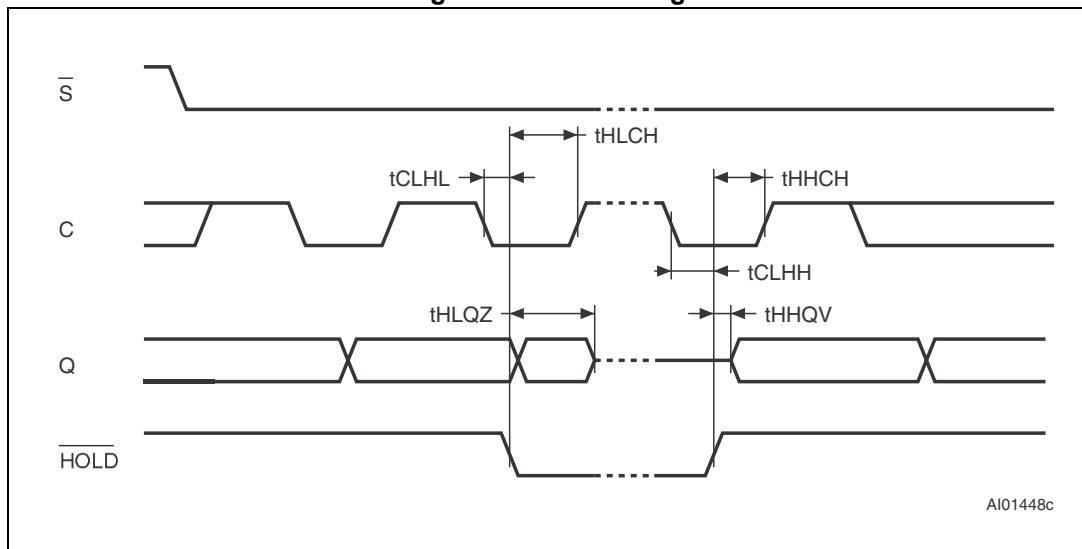 S
tHLCH
tCLHL
tHHCH
C
tCLHH
tHLQZ
tHHQV
Q
HOLD
AI01448c